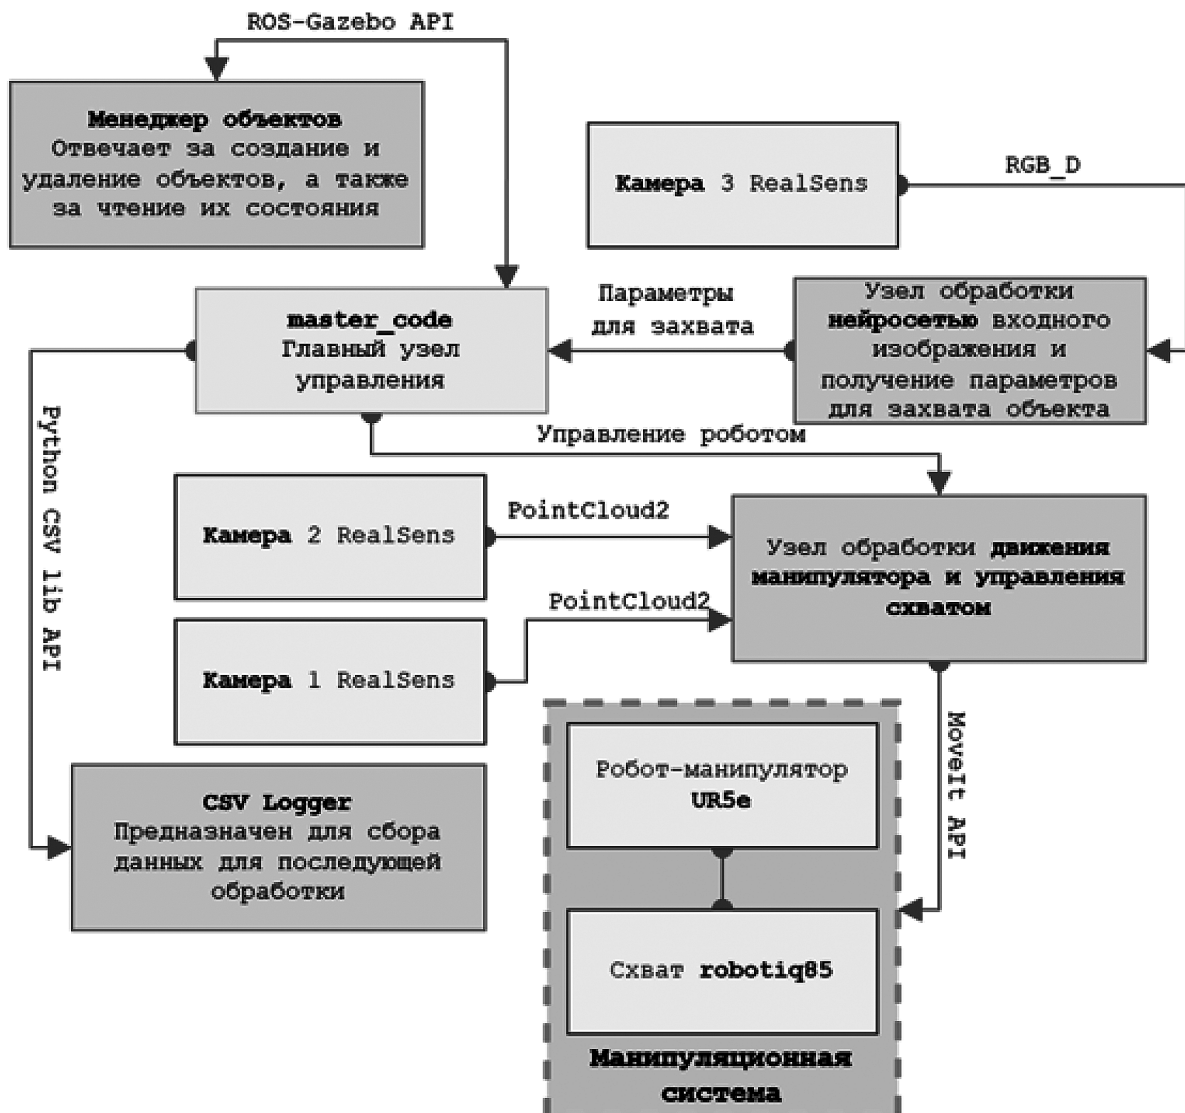 ROS-Gazebo API
Менеджер объектов
Отвечает за создание и
удаление объектов, а также
за чтение их состояния
Камера 3 RealSens
RGB_D
master_code
Главный узел
управления
Параметры
для захвата
Узел обработки
нейросетью входного
изображения и
получение параметров
для захвата объекта
Управление роботом
Python CSV lib API
Камера 2 RealSens
PointCloud2
Узел обработки движения
манипулятора и управления
схватом
Камера 1 RealSens
PointCloud2
MoveIt API
Робот-манипулятор
UR5e
CSV Logger
Предназначен для сбора
данных для последующей
обработки
Схват robotiq85
Манипуляционная
система